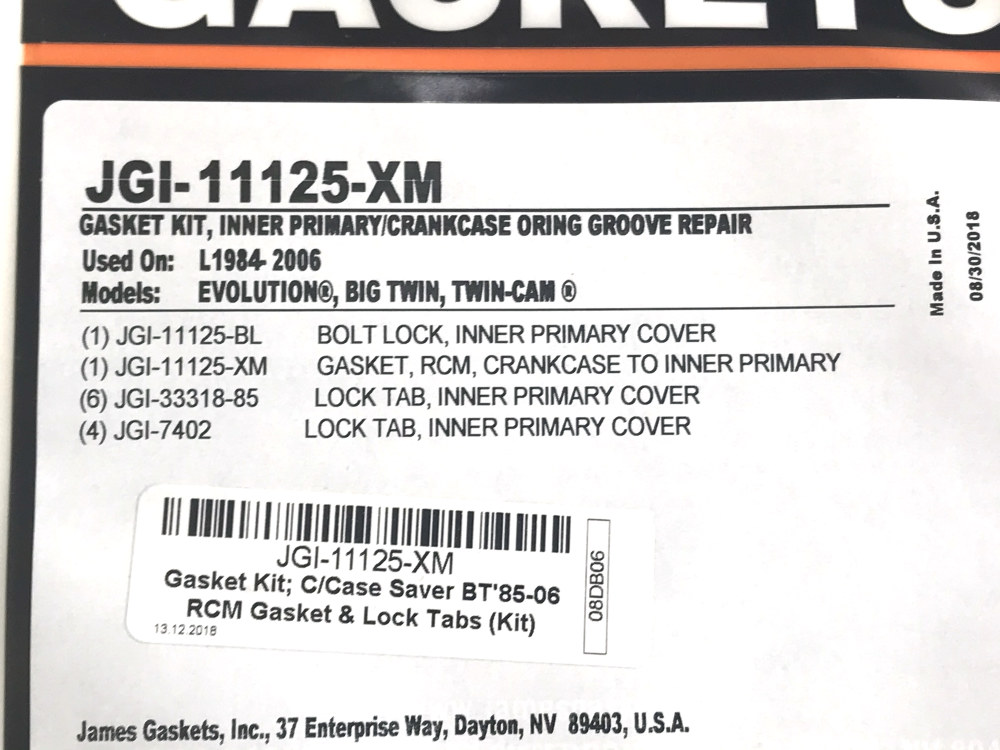 GASKETS
JGI-11125-XM
GASKET KIT, INNER PRIMARY/CRANKCASE ORING GROOVE REPAIR
Used On: L1984-2006
Models: EVOLUTION®, BIG TWIN, TWIN-CAM ®
(1) JGI-11125-BL BOLT LOCK, INNER PRIMARY COVER
(1) JGI-11125-XM GASKET, RCM, CRANKCASE TO INNER PRIMARY
(6) JGI-33318-85 LOCK TAB, INNER PRIMARY COVER
(4) JGI-7402 LOCK TAB, INNER PRIMARY COVER
Made In U.S.A.
08/30/2018
JGI-11125-XM
Gasket Kit; C/Case Saver BT'85-06
RCM Gasket & Lock Tabs (Kit)
13.12.2018
08DB06
James Gaskets, Inc., 37 Enterprise Way, Dayton, NV 89403, U.S.A.